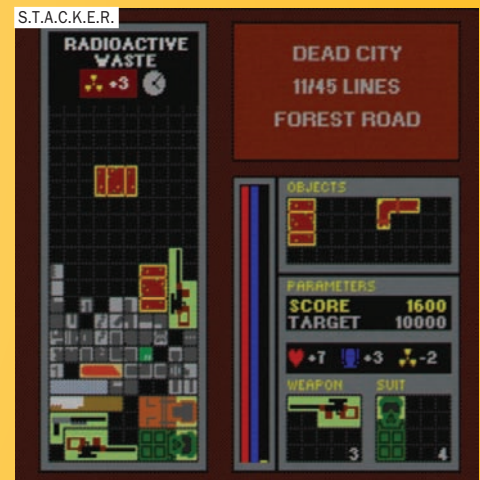 S.T.A.C.K.E.R.
RADIOACTIVE
WASTE
+3
DEAD CITY
11/45 LINES
FOREST ROAD
OBJECTS
PARAMETERS
SCORE 1600
TARGET 10000
+7 +3 -2
WEAPON SUIT
3 4